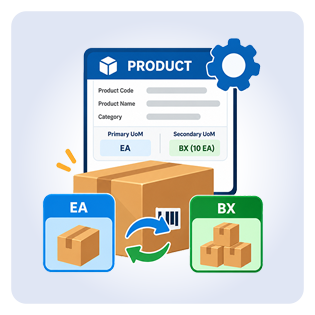 PRODUCT
Product Code
Product Name
Category
Primary UoM
Secondary UoM
EA
BX (10 EA)
EA
BX